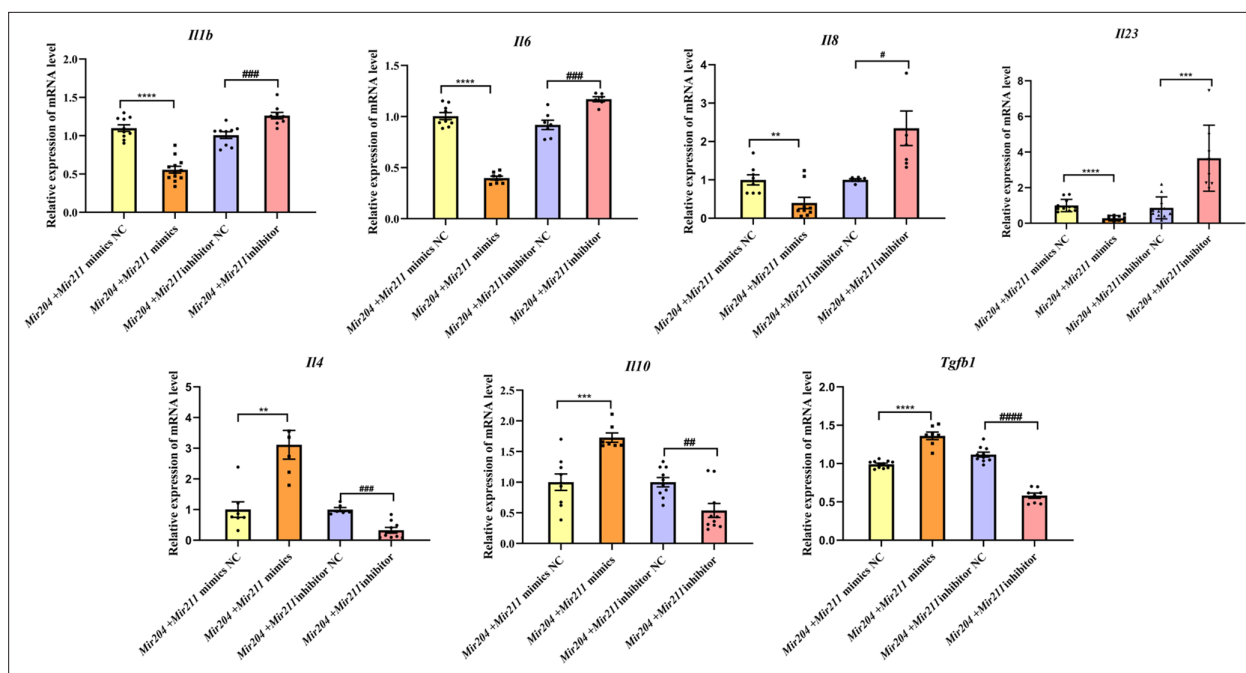 Il1b
Relative expression of mRNA level
2.0
1.5
1.0
0.5
0.0
****
###
Mir204 +Mir211 mimics NC
Mir204 +Mir211 mimics
Mir204 +Mir211inhibitor NC
Mir204 +Mir211inhibitor
Il6
Relative expression of mRNA level
1.5
1.0
0.5
0.0
****
###
Mir204 +Mir211 mimics NC
Mir204 +Mir211 mimics
Mir204 +Mir211inhibitor NC
Mir204 +Mir211inhibitor
Il8
Relative expression of mRNA level
4
3
2
1
0
**
#
Mir204 +Mir211 mimics NC
Mir204 +Mir211 mimics
Mir204 +Mir211inhibitor NC
Mir204 +Mir211inhibitor
Il23
Relative expression of mRNA level
8
6
4
2
0
****
***
Mir204 +Mir211 mimics NC
Mir204 +Mir211 mimics
Mir204 +Mir211inhibitor NC
Mir204 +Mir211inhibitor
Il4
Relative expression of mRNA level
5
4
3
2
1
0
**
###
Mir204 +Mir211 mimics NC
Mir204 +Mir211 mimics
Mir204 +Mir211inhibitor NC
Mir204 +Mir211inhibitor
Il10
Relative expression of mRNA level
2.5
2.0
1.5
1.0
0.5
0.0
***
##
Mir204 +Mir211 mimics NC
Mir204 +Mir211 mimics
Mir204 +Mir211inhibitor NC
Mir204 +Mir211inhibitor
Tgfb1
Relative expression of mRNA level
2.0
1.5
1.0
0.5
0.0
****
####
Mir204 +Mir211 mimics NC
Mir204 +Mir211 mimics
Mir204 +Mir211inhibitor NC
Mir204 +Mir211inhibitor